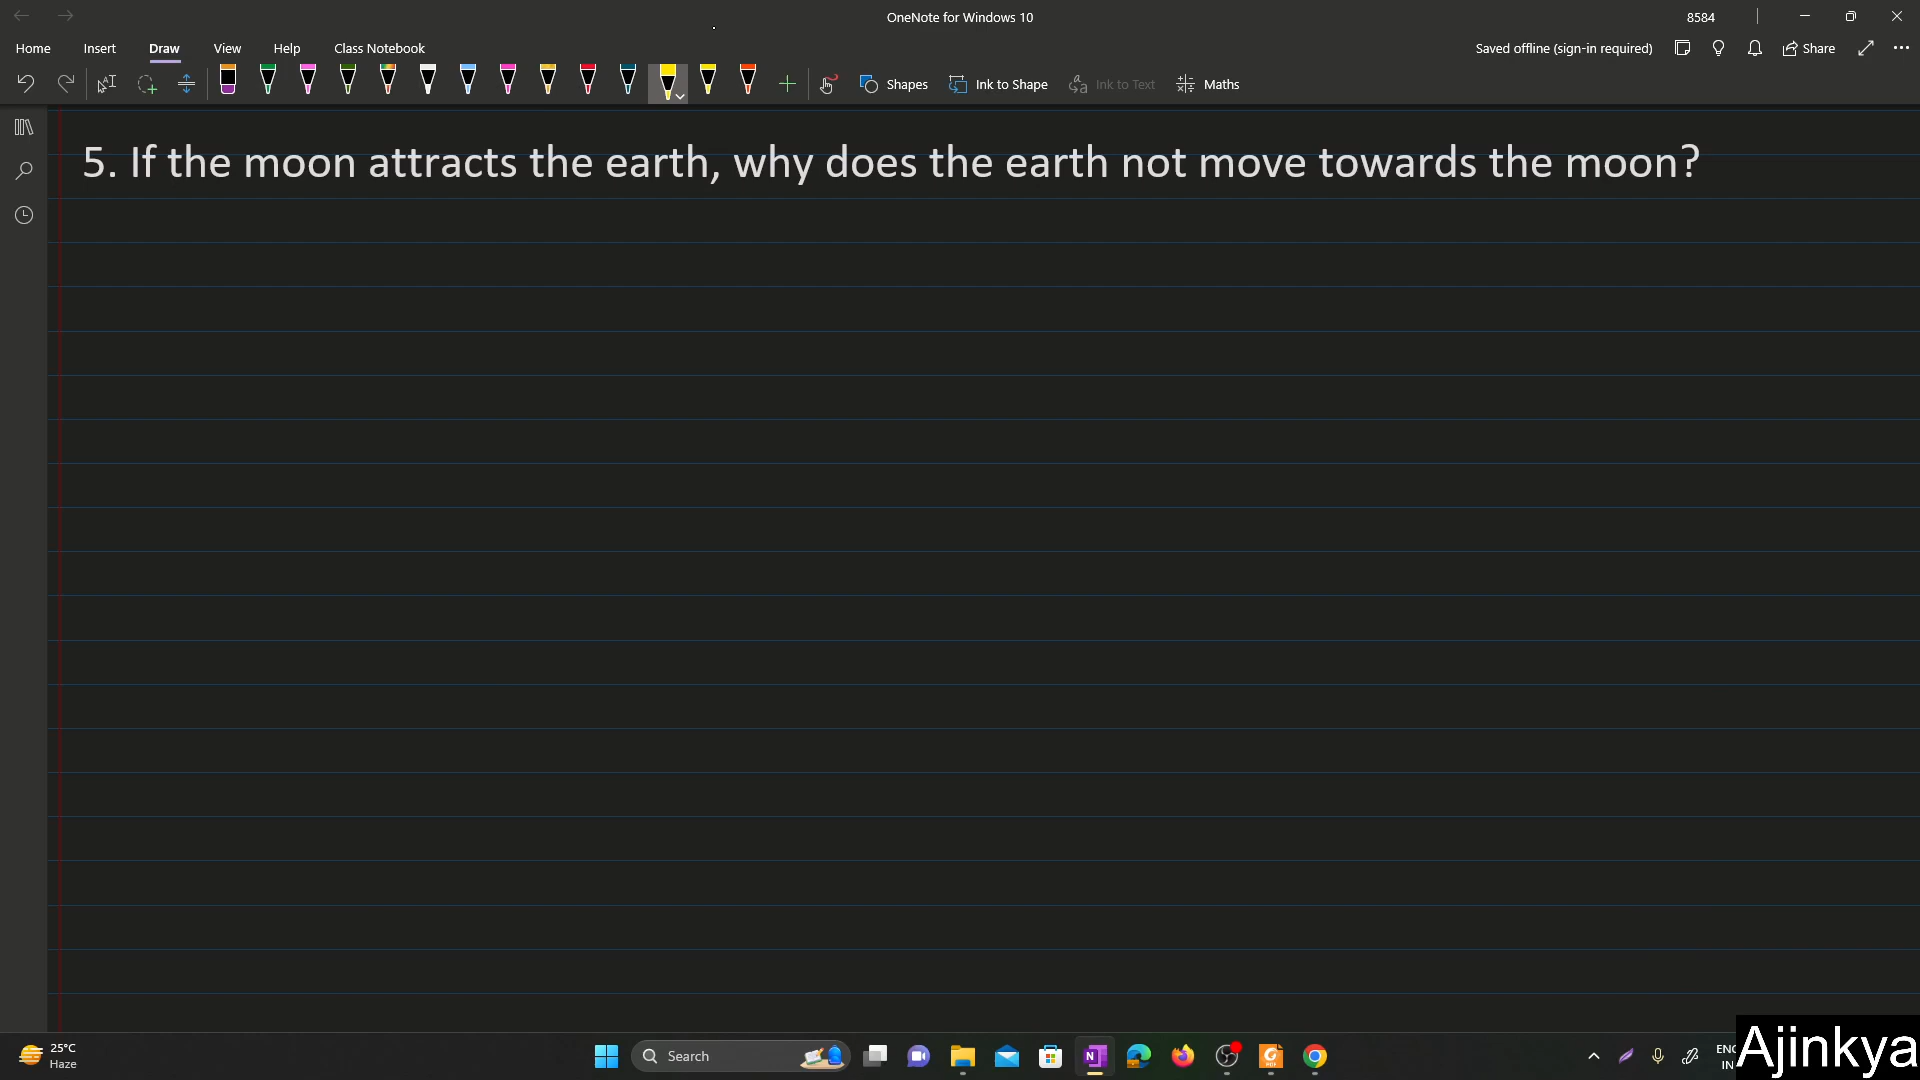 OneNote for Windows 10
8584
Home Insert Draw View Help Class Notebook
Saved offline (sign-in required)
Share
Shapes
Ink to Shape
Ink to Text
Maths
5. If the moon attracts the earth, why does the earth not move towards the moon?
25°C
Haze
Search
IN
Ajinkya